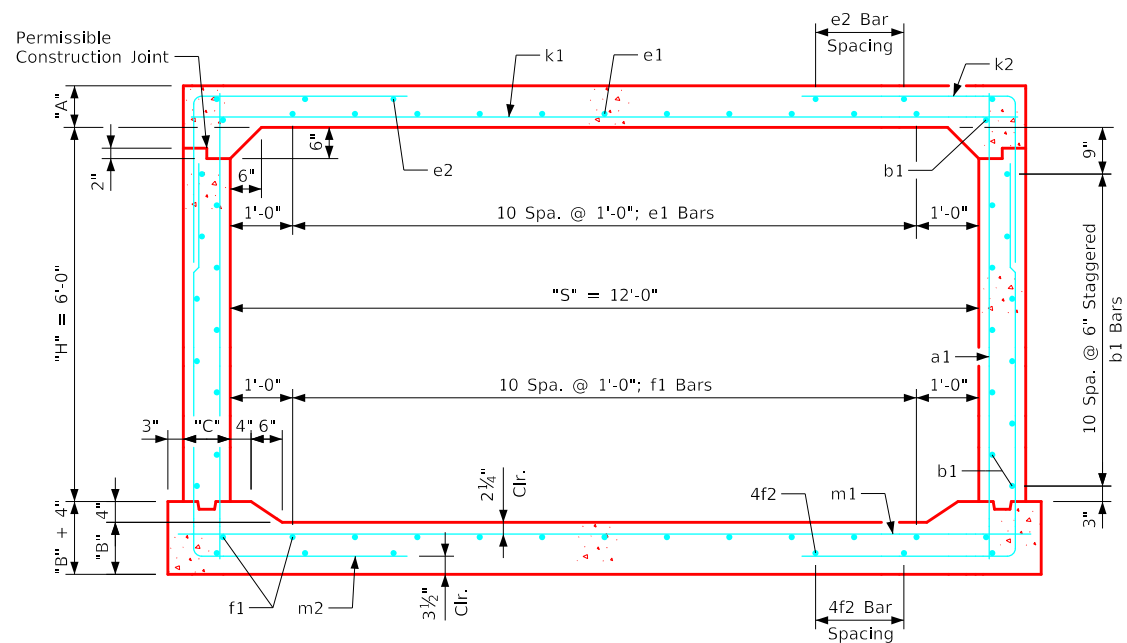 e2 Bar
Spacing
Permissible
Construction Joint
k1
e1
k2
"A"
6"
9"
2"
e2
b1
6"
1'-0"
10 Spa. @ 1'-0"; e1 Bars
1'-0"
"H" = 6'-0"
"S" = 12'-0"
10 Spa. @ 6" Staggered
b1 Bars
a1
1'-0"
10 Spa. @ 1'-0"; f1 Bars
1'-0"
3"
"C"
4"
6"
b1
2¼"
Clr.
4f2
m1
"B" + 4"
4"
"B"
3"
3½"
Clr.
f1
m2
4f2 Bar
Spacing